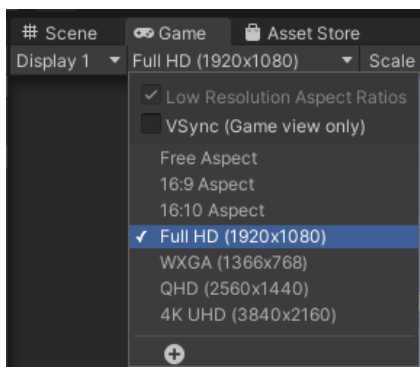 Scene Game Asset Store
Display 1 Full HD (1920x1080) Scale
Low Resolution Aspect Ratios
VSync (Game view only)
Free Aspect
16:9 Aspect
16:10 Aspect
Full HD (1920x1080)
WXGA (1366x768)
QHD (2560x1440)
4K UHD (3840x2160)